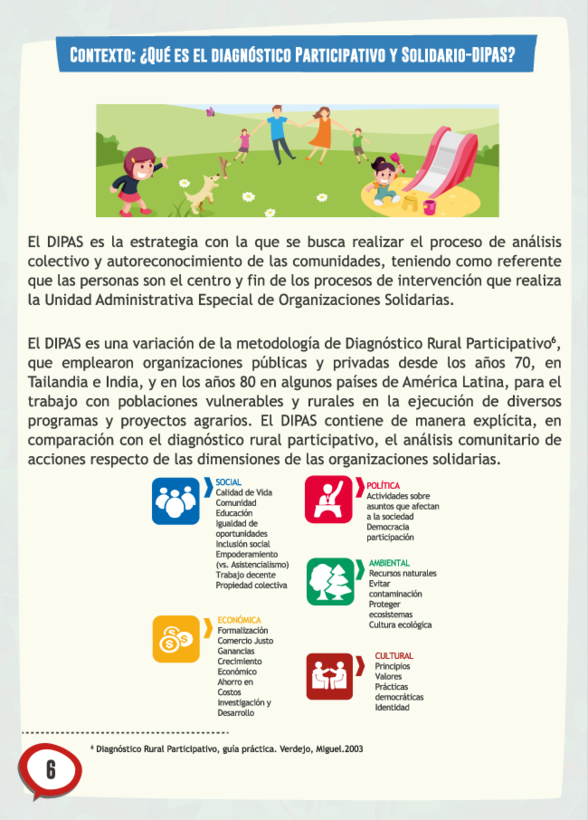 Contexto: ¿Qué es el diagnóstico Participativo y Solidario-DIPAS?
El DIPAS es la estrategia con la que se busca realizar el proceso de análisis
colectivo y autoreconocimiento de las comunidades, teniendo como referente
que las personas son el centro y fin de los procesos de intervención que realiza
la Unidad Administrativa Especial de Organizaciones Solidarias.
El DIPAS es una variación de la metodología de Diagnóstico Rural Participativo⁶,
que emplearon organizaciones públicas y privadas desde los años 70, en
Tailandia e India, y en los años 80 en algunos países de América Latina, para el
trabajo con poblaciones vulnerables y rurales en la ejecución de diversos
programas y proyectos agrarios. El DIPAS contiene de manera explícita, en
comparación con el diagnóstico rural participativo, el análisis comunitario de
acciones respecto de las dimensiones de las organizaciones solidarias.
SOCIAL
Calidad de Vida
Comunidad
Educación
Igualdad de
oportunidades
Inclusión social
Empoderamiento
(vs. Asistencialismo)
Trabajo decente
Propiedad colectiva
POLÍTICA
Actividades sobre
asuntos que afectan
a la sociedad
Democracia
participación
AMBIENTAL
Recursos naturales
Evitar
contaminación
Proteger
ecosistemas
Cultura ecológica
ECONÓMICA
Formalización
Comercio Justo
Ganancias
Crecimiento
Económico
Ahorro en
Costos
Investigación y
Desarrollo
CULTURAL
Principios
Valores
Prácticas
democráticas
Identidad
⁶ Diagnóstico Rural Participativo, guía práctica. Verdejo, Miguel.2003
6